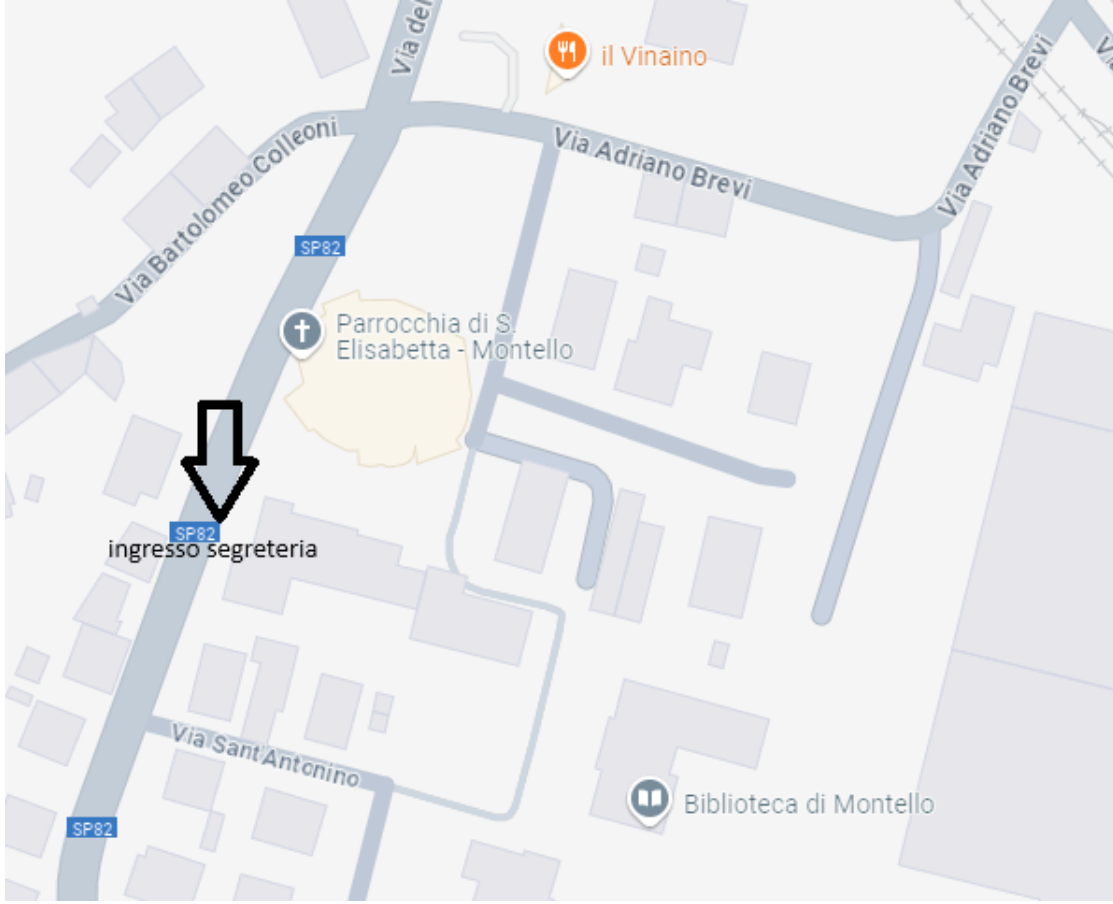 Via del
il Vinaino
Via Adriano Brevi
Via Adriano Brevi
Via Bartolomeo Colleoni
SP82
Parrocchia di S.
Elisabetta - Montello
SP82
ingresso segreteria
Via Sant'Antonino
Biblioteca di Montello
SP82